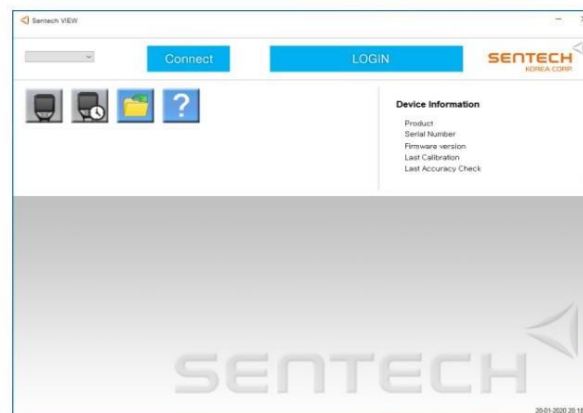 Sentech VIEW
Connect
LOGIN
SENTECH
KOREA CORP.
?
Device Information
Product
Serial Number
Firmware version
Last Calibration
Last Accuracy Check
SENTECH